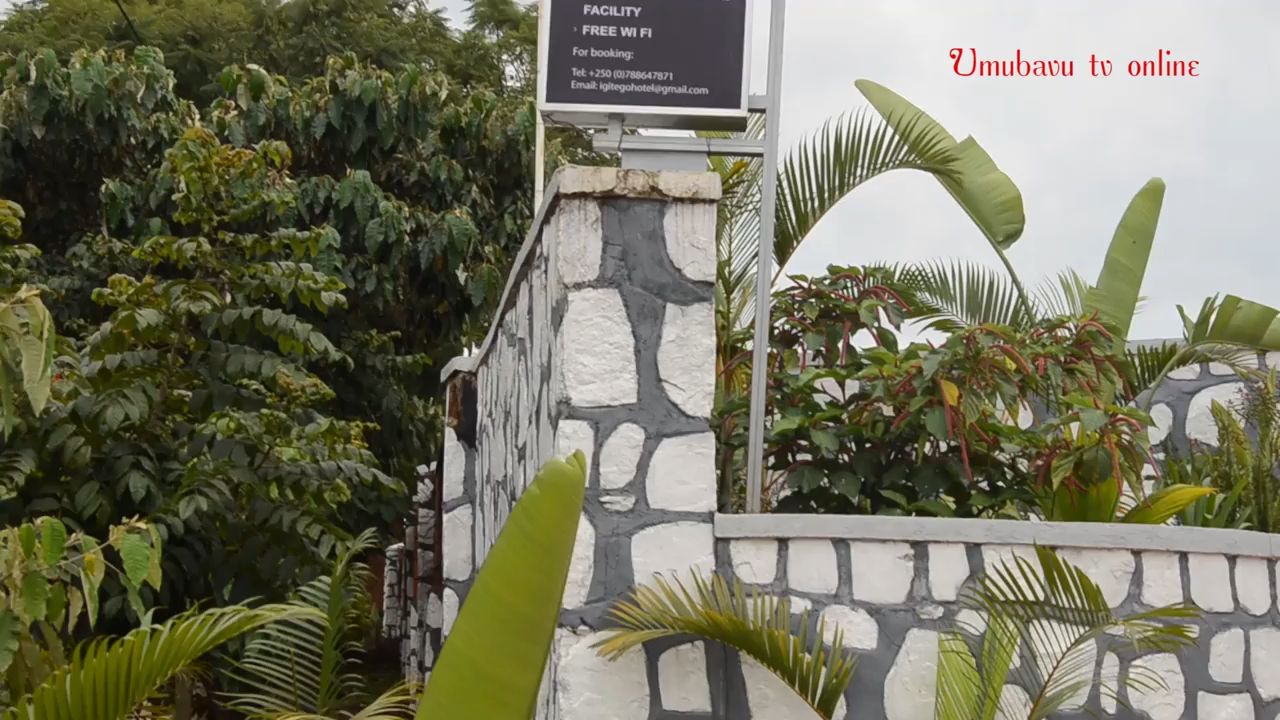 FACILITY
› FREE WI FI
For booking:
Tel: +250 (0)788647871
Email: igitegohotel@gmail.com
Umubavu tv online